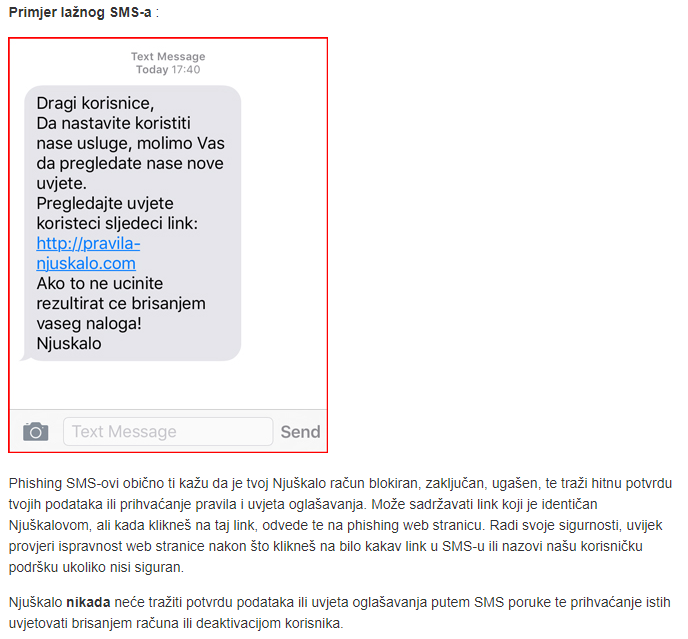 Primjer lažnog SMS-a :
Text Message
Today 17:40
Dragi korisnice,
Da nastavite koristiti
nase usluge, molimo Vas
da pregledate nase nove
uvjete.
Pregledajte uvjete
koristeci sljedeci link:
http://pravila-
njuskalo.com
Ako to ne ucinite
rezultirat ce brisanjem
vaseg naloga!
Njuskalo
Text Message
Send
Phishing SMS-ovi obično ti kažu da je tvoj Njuškalo račun blokiran, zaključan, ugašen, te traži hitnu potvrdu
tvojih podataka ili prihvaćanje pravila i uvjeta oglašavanja. Može sadržavati link koji je identičan
Njuškalovom, ali kada klikneš na taj link, odvede te na phishing web stranicu. Radi svoje sigurnosti, uvijek
provjeri ispravnost web stranice nakon što klikneš na bilo kakav link u SMS-u ili nazovi našu korisničku
podršku ukoliko nisi siguran.
Njuškalo nikada neće tražiti potvrdu podataka ili uvjeta oglašavanja putem SMS poruke te prihvaćanje istih
uvjetovati brisanjem računa ili deaktivacijom korisnika.